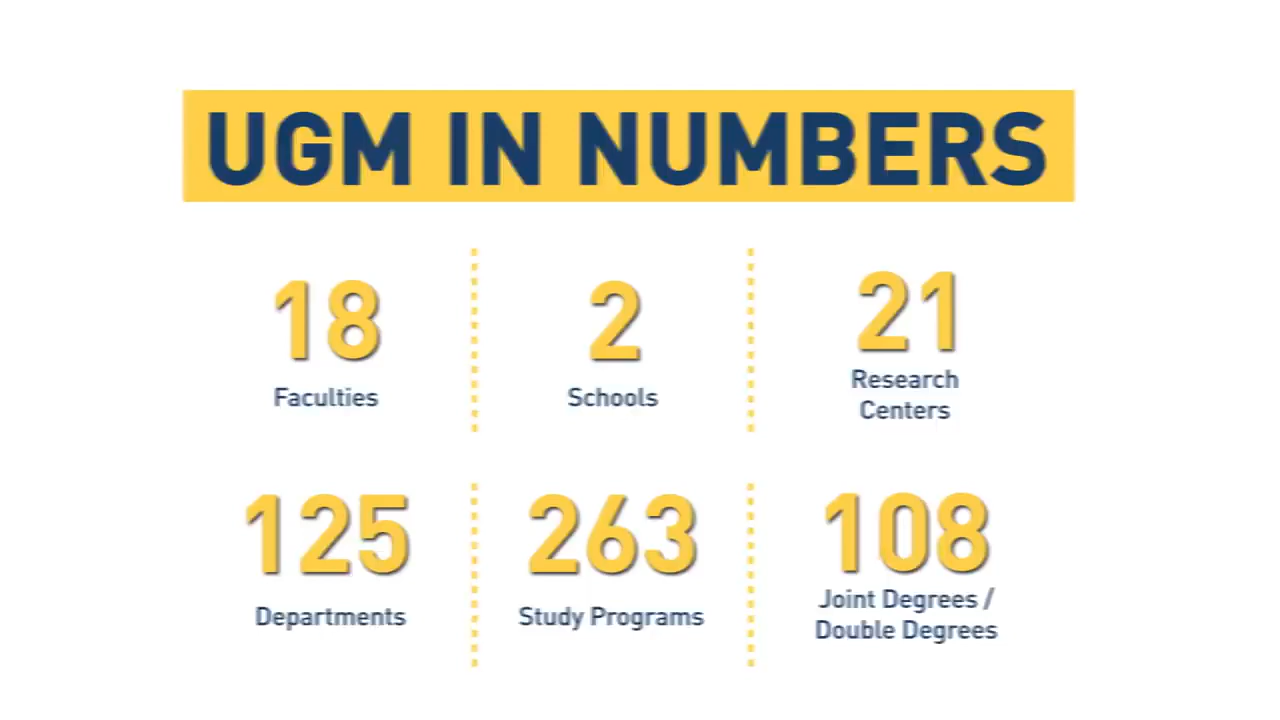 UGM IN NUMBERS
18
Faculties
2
Schools
21
Research
Centers
125
Departments
263
Study Programs
108
Joint Degrees /
Double Degrees